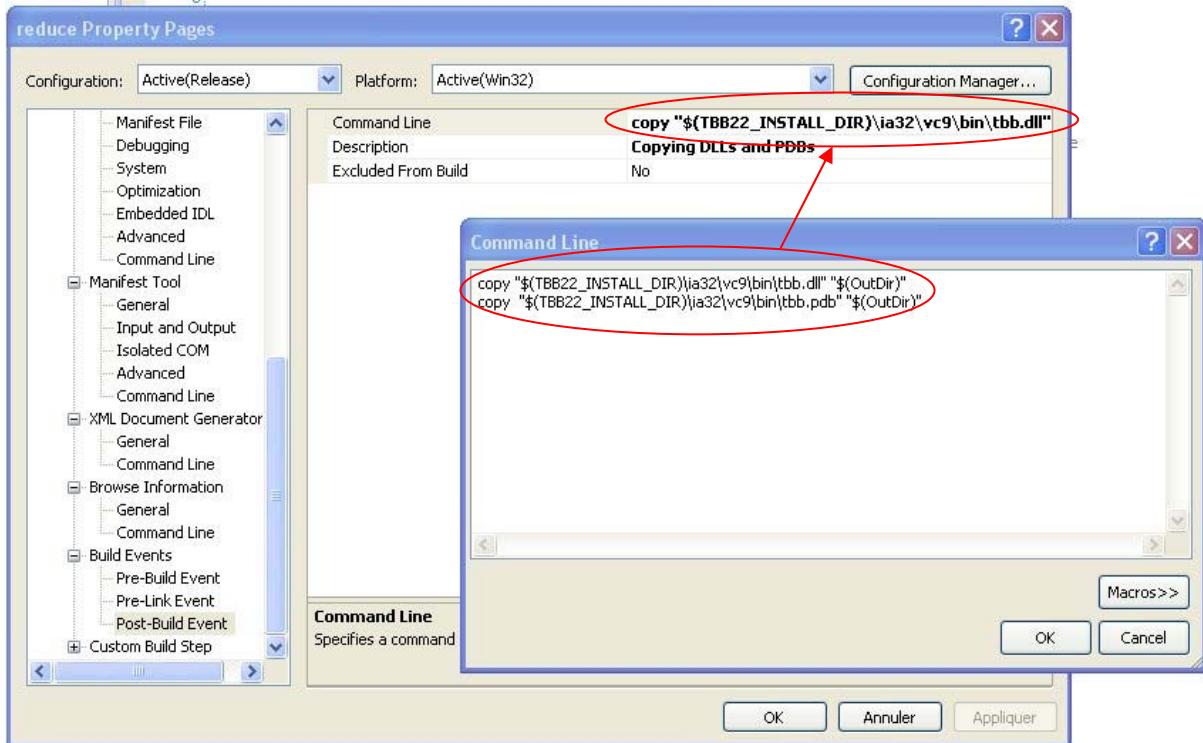 reduce Property Pages
Configuration: Active(Release) Platform: Active(Win32) Configuration Manager...
Manifest File
Debugging
System
Optimization
Embedded IDL
Advanced
Command Line
Manifest Tool
General
Input and Output
Isolated COM
Advanced
Command Line
XML Document Generator
General
Command Line
Browse Information
General
Command Line
Build Events
Pre-Build Event
Pre-Link Event
Post-Build Event
Custom Build Step
Command Line copy "$(TBB22_INSTALL_DIR)\ia32\vc9\bin\tbb.dll"
Description Copying DLLs and PDBs
Excluded From Build No
Command Line
Specifies a command
Command Line
copy "$(TBB22_INSTALL_DIR)\ia32\vc9\bin\tbb.dll" "$(OutDir)"
copy "$(TBB22_INSTALL_DIR)\ia32\vc9\bin\tbb.pdb" "$(OutDir)"
Macros>>
OK Cancel
OK Annuler Appliquer